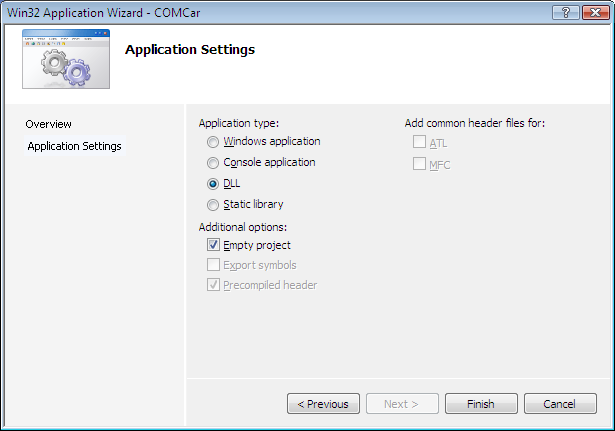 Win32 Application Wizard - COMCar
Application Settings
Overview
Application Settings
Application type:
Windows application
Console application
DLL
Static library
Additional options:
Empty project
Export symbols
Precompiled header
Add common header files for:
ATL
MFC
< Previous
Next >
Finish
Cancel